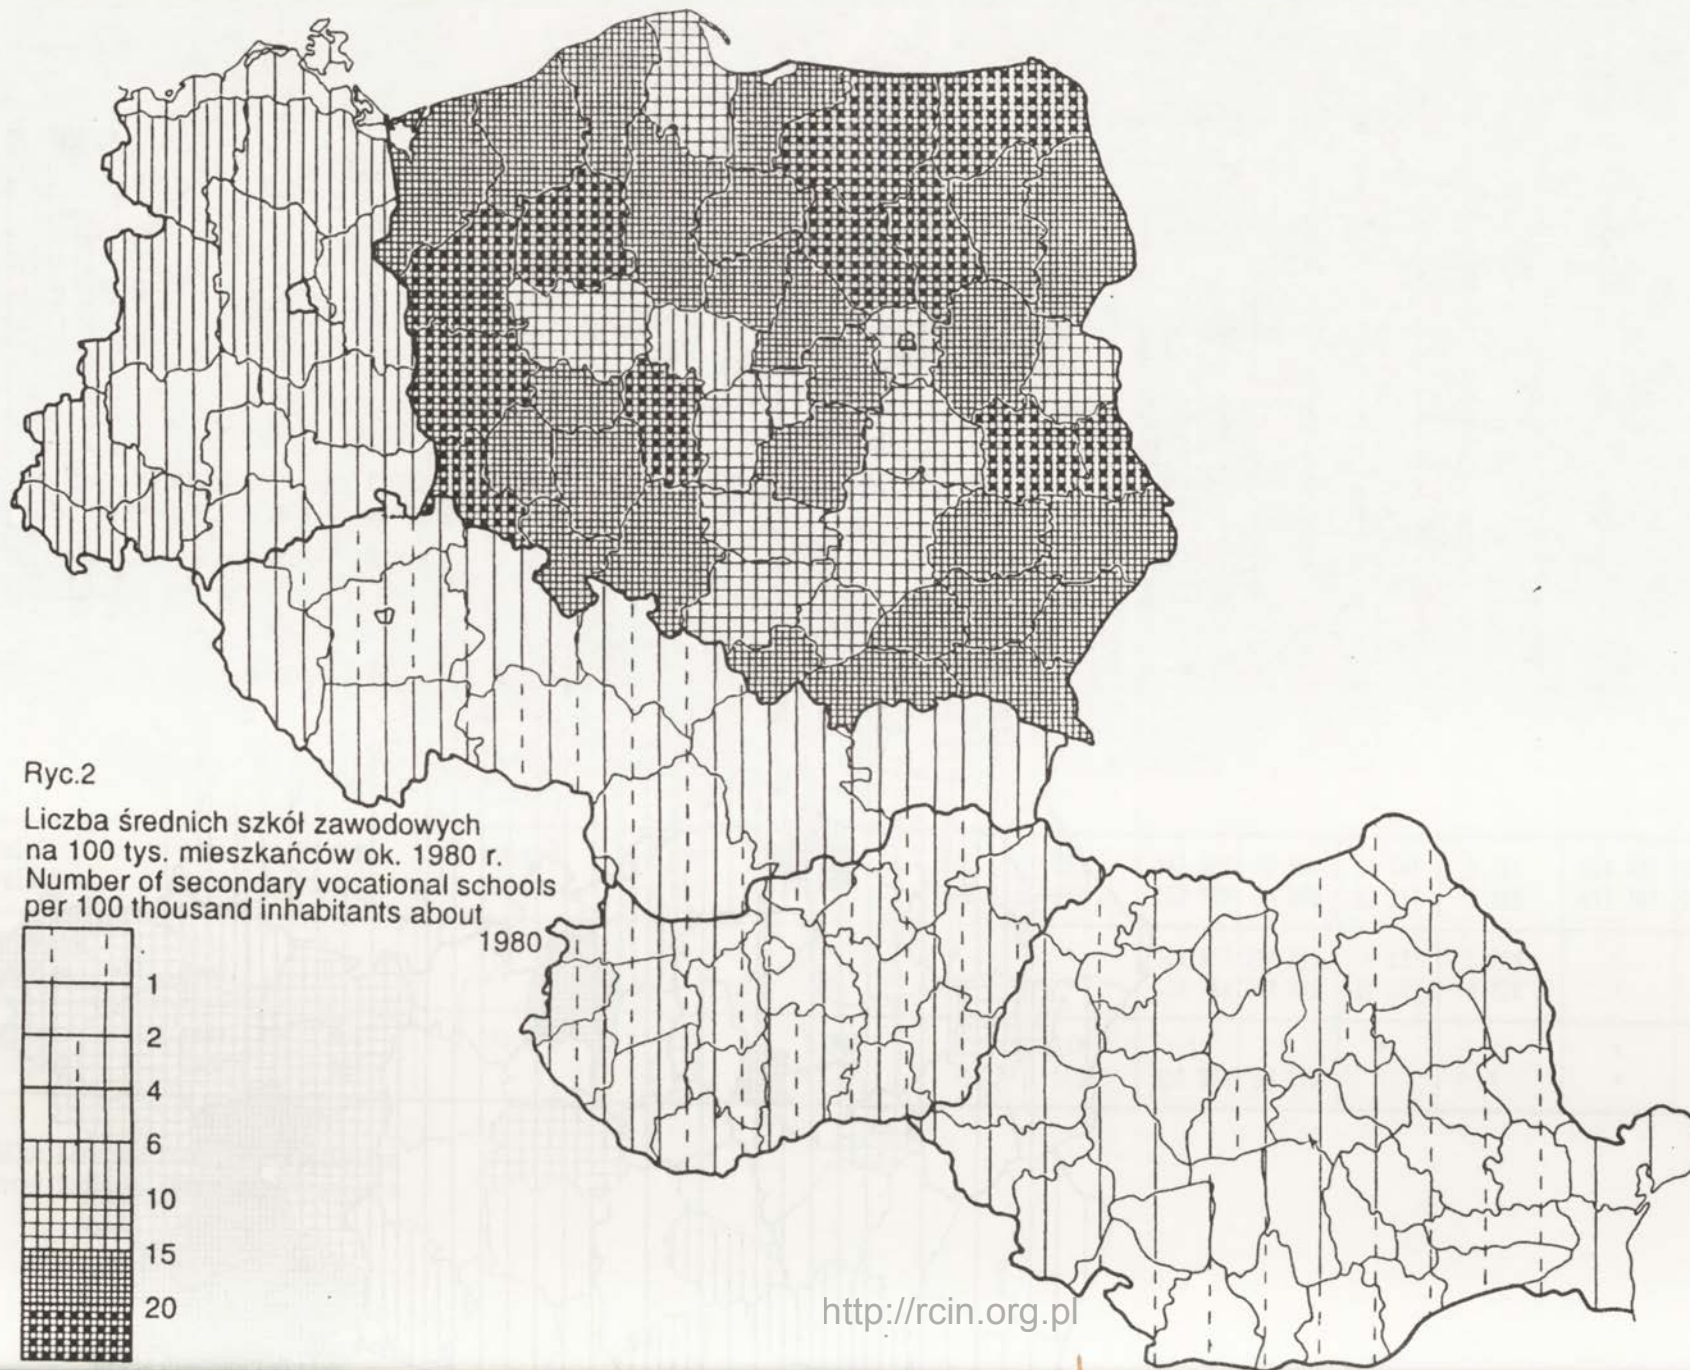 Ryc.2
Liczba średnich szkół zawodowych
na 100 tys. mieszkańców ok. 1980 r.
Number of secondary vocational schools
per 100 thousand inhabitants about
1980
1
2
4
6
10
15
20
http://rcin.org.pl